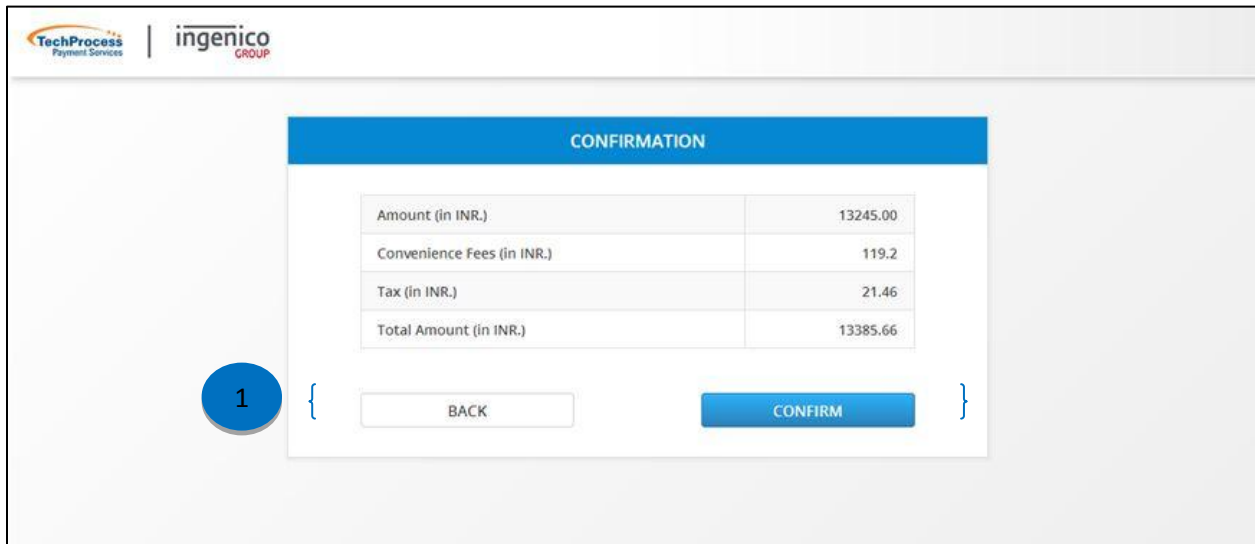 TechProcess
Payment Services
ingenico
GROUP
CONFIRMATION
Amount (in INR.) 13245.00
Convenience Fees (in INR.) 119.2
Tax (in INR.) 21.46
Total Amount (in INR.) 13385.66
1 { BACK CONFIRM }